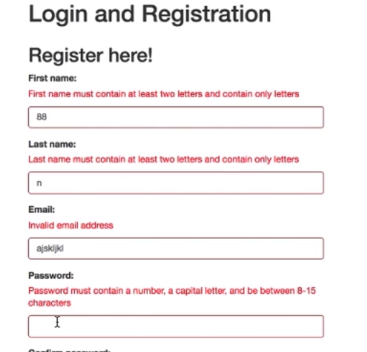 Login and Registration
Register here!
First name:
First name must contain at least two letters and contain only letters
88
Last name:
Last name must contain at least two letters and contain only letters
n
Email:
Invalid email address
ajskljkl
Password:
Password must contain a number, a capital letter, and be between 8-15
characters
Confirm password: